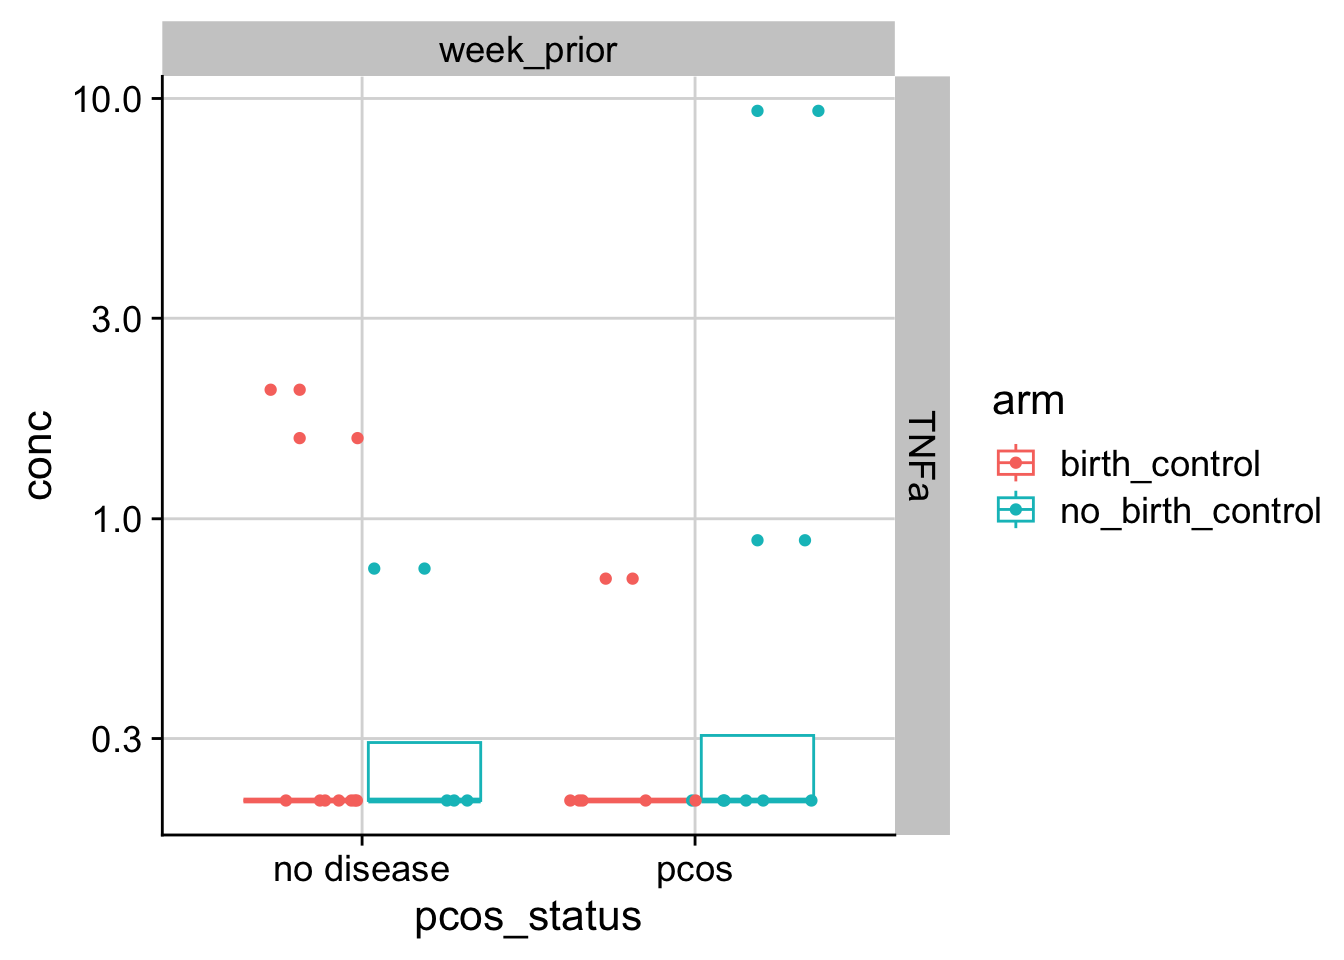 week_prior
10.0
3.0
1.0
0.3
conc
TNFa
no disease
pcos
pcos_status
arm
birth_control
no_birth_control